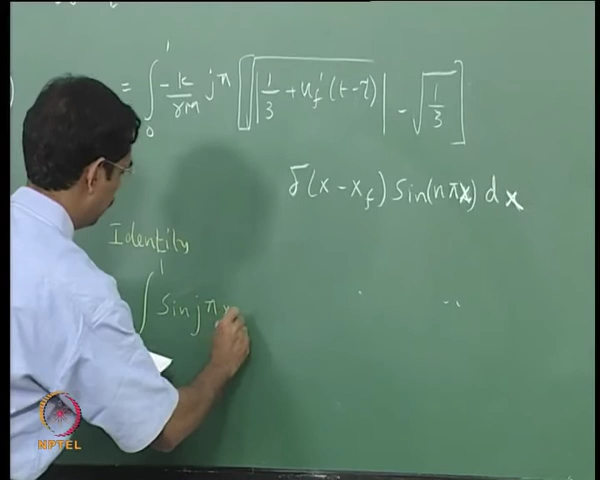 = ∫₀¹ -k/γM jπ [√|1/3 + u_f'(t-τ)| - √(1/3)]
δ(x - x_f) Sin(nπx) dx
Identity
∫¹ Sin jπx
NPTEL